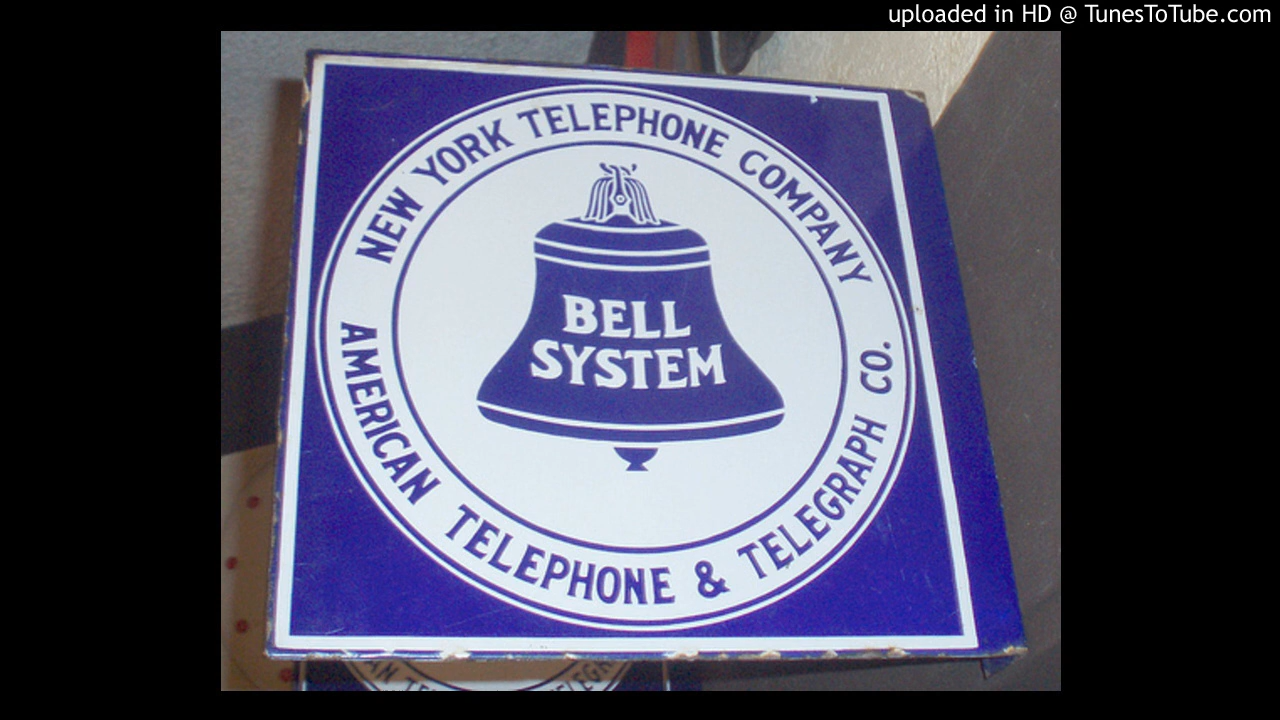 uploaded in HD @ TunesToTube.com
NEW YORK TELEPHONE COMPANY
BELL
SYSTEM
AMERICAN TELEPHONE & TELEGRAPH CO.